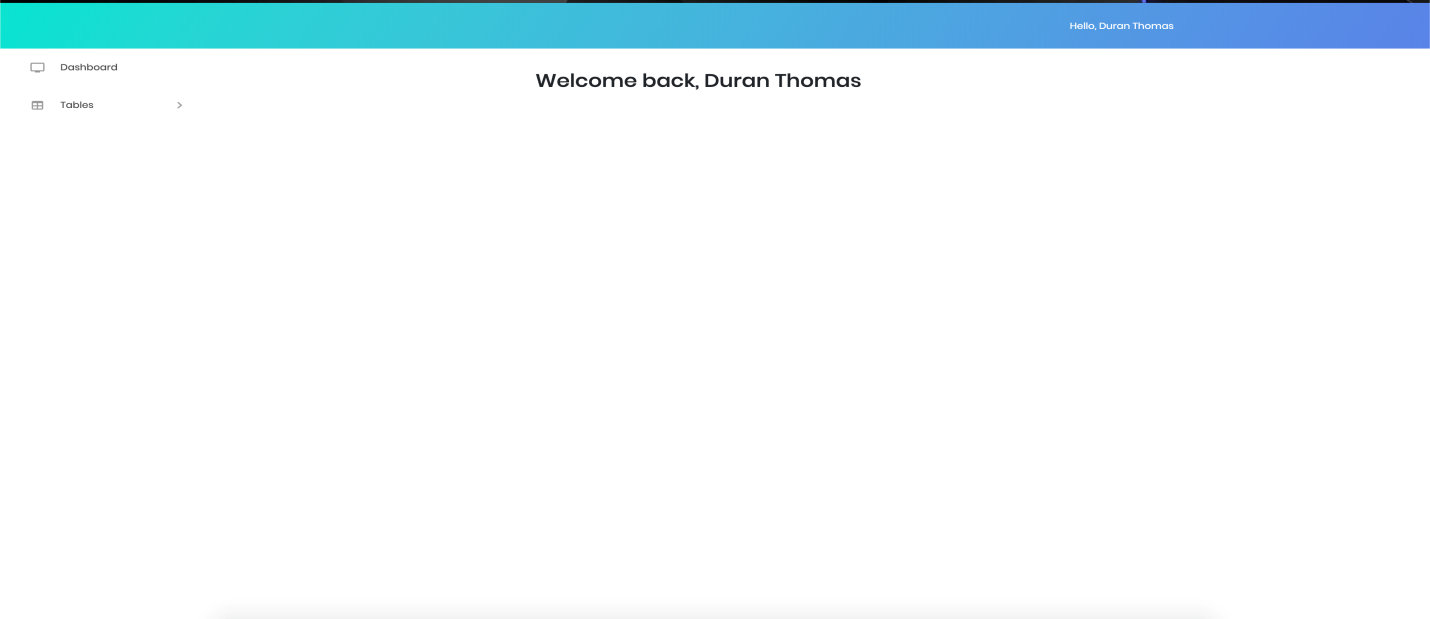 Hello, Duran Thomas
Dashboard
Welcome back, Duran Thomas
Tables